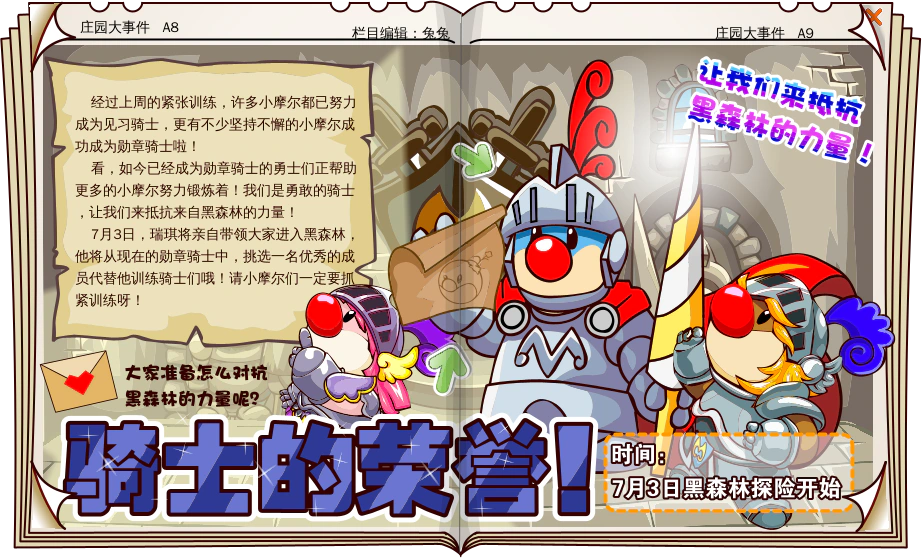 庄园大事件 A8
栏目编辑：兔兔
庄园大事件 A9
经过上周的紧张训练，许多小摩尔都已努力
成为见习骑士，更有不少坚持不懈的小摩尔成
功成为勋章骑士啦！
看，如今已经成为勋章骑士的勇士们正帮助
更多的小摩尔努力锻炼着！我们是勇敢的骑士
，让我们来抵抗来自黑森林的力量！
7月3日，瑞琪将亲自带领大家进入黑森林，
他将从现在的勋章骑士中，挑选一名优秀的成
员代替他训练骑士们哦！请小摩尔们一定要抓
紧训练呀！
让我们来抵抗
黑森林的力量！
大家准备怎么对抗
黑森林的力量呢？
骑士的荣誉！
时间：
7月3日黑森林探险开始